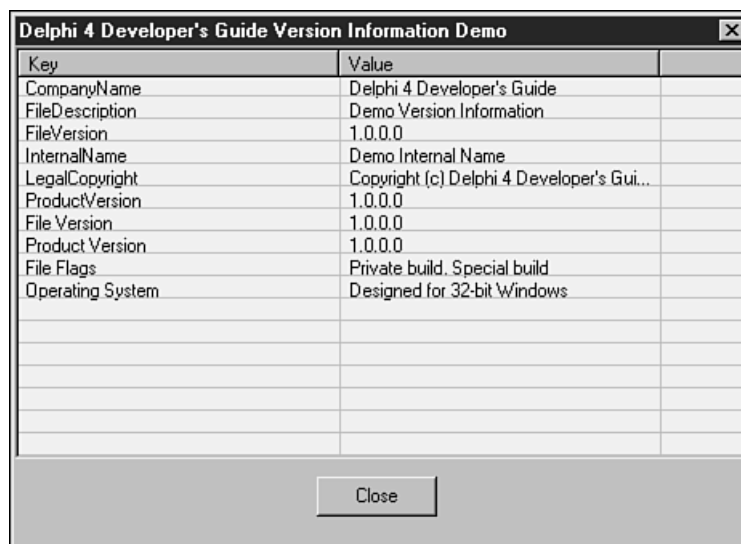 Delphi 4 Developer's Guide Version Information Demo
Key Value
CompanyName Delphi 4 Developer's Guide
FileDescription Demo Version Information
FileVersion 1.0.0.0
InternalName Demo Internal Name
LegalCopyright Copyright (c) Delphi 4 Developer's Gui...
ProductVersion 1.0.0.0
File Version 1.0.0.0
Product Version 1.0.0.0
File Flags Private build. Special build
Operating System Designed for 32-bit Windows
Close